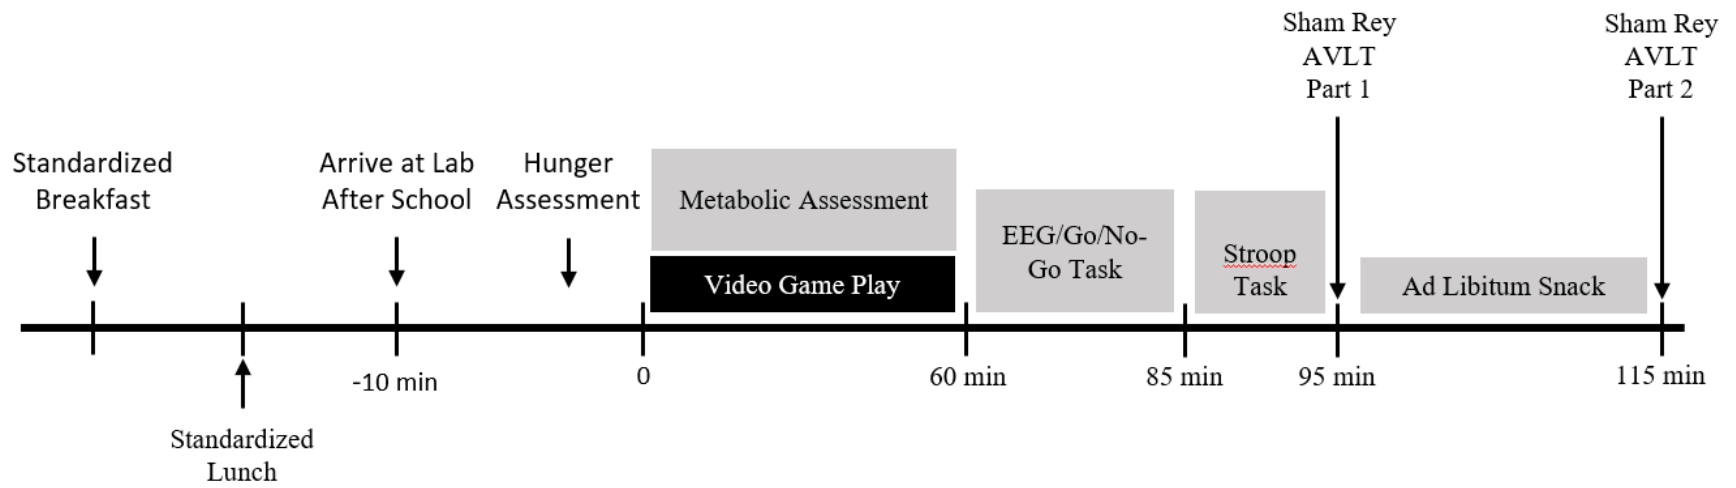 Sham Rey
AVLT
Part 1
Sham Rey
AVLT
Part 2
Standardized
Breakfast
Arrive at Lab
After School
Hunger
Assessment
Metabolic Assessment
Video Game Play
EEG/Go/No-
Go Task
Stroop
Task
Ad Libitum Snack
-10 min
0
60 min
85 min
95 min
115 min
Standardized
Lunch